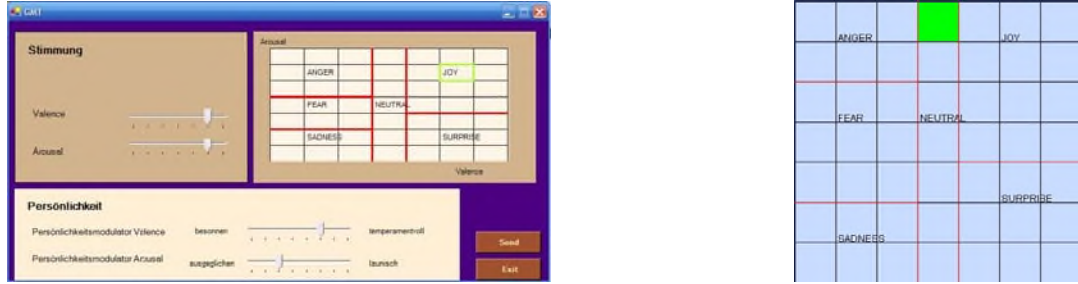 GMT
Stimmung
Valence
Arousal
Arousal
ANGER
JOY
FEAR
NEUTRAL
SADNESS
SURPRISE
Valence
Persönlichkeit
Persönlichkeitsmodulator Valence besonnen temperamentvoll
Persönlichkeitsmodulator Arousal ausgeglichen launisch
Send
Exit
ANGER
JOY
FEAR
NEUTRAL
SURPRISE
SADNESS